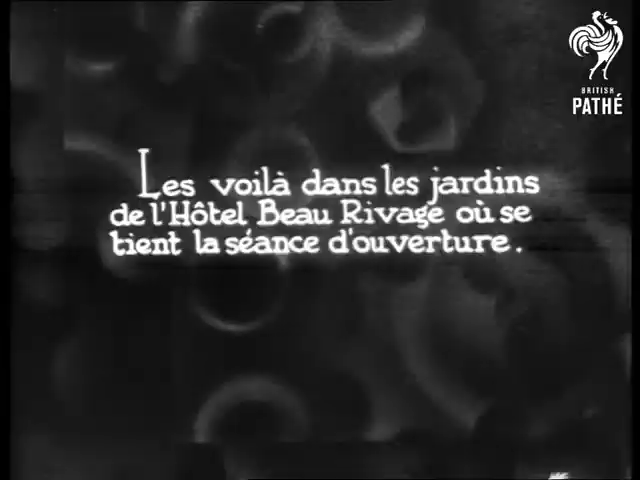 BRITISH
PATHÉ
Les voilà dans les jardins
de l'Hôtel Beau Rivage où se
tient la séance d'ouverture.